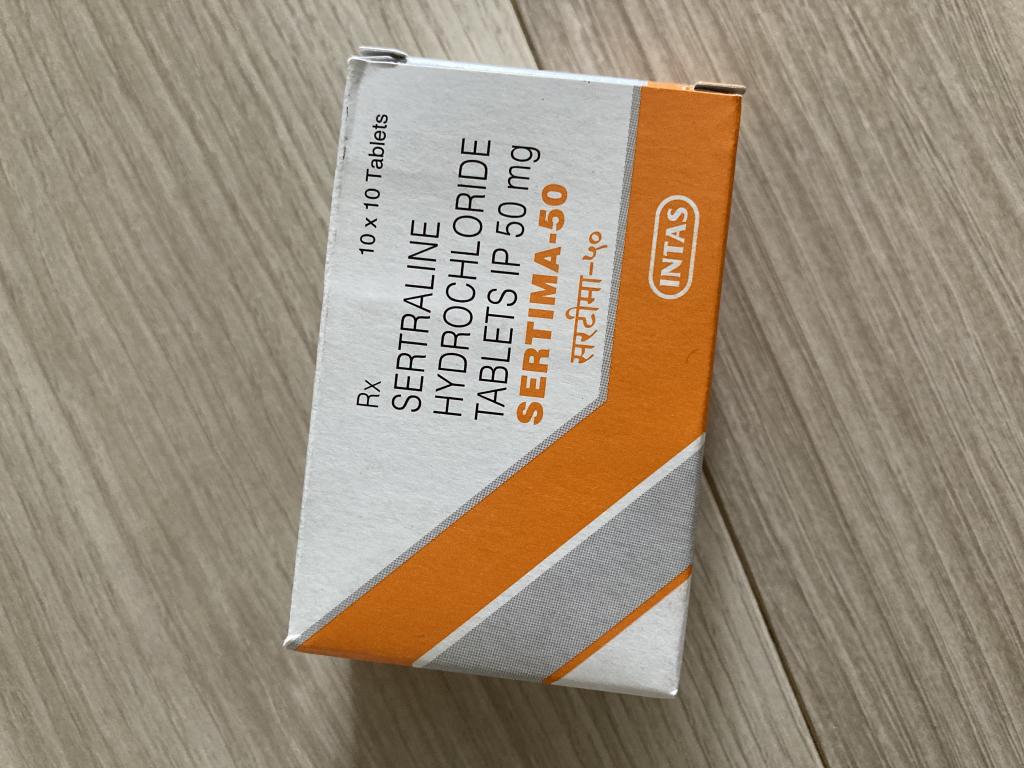 10 x 10 Tablets
Rx
SERTRALINE
HYDROCHLORIDE
TABLETS IP 50 mg
SERTIMA-50
सरटीमा-५०
INTAS